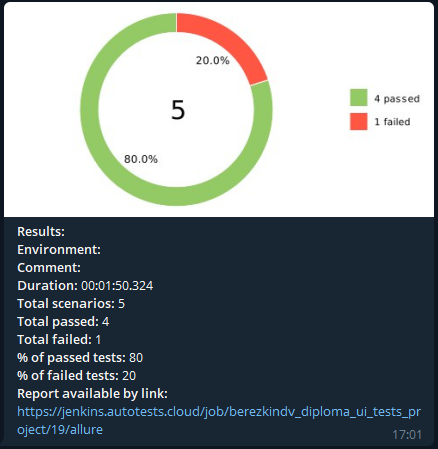 20.0%
5
80.0%
4 passed
1 failed
Results:
Environment:
Comment:
Duration: 00:01:50.324
Total scenarios: 5
Total passed: 4
Total failed: 1
% of passed tests: 80
% of failed tests: 20
Report available by link:
https://jenkins.autotests.cloud/job/berezkindv_diploma_ui_tests_pr
oject/19/allure
17:01